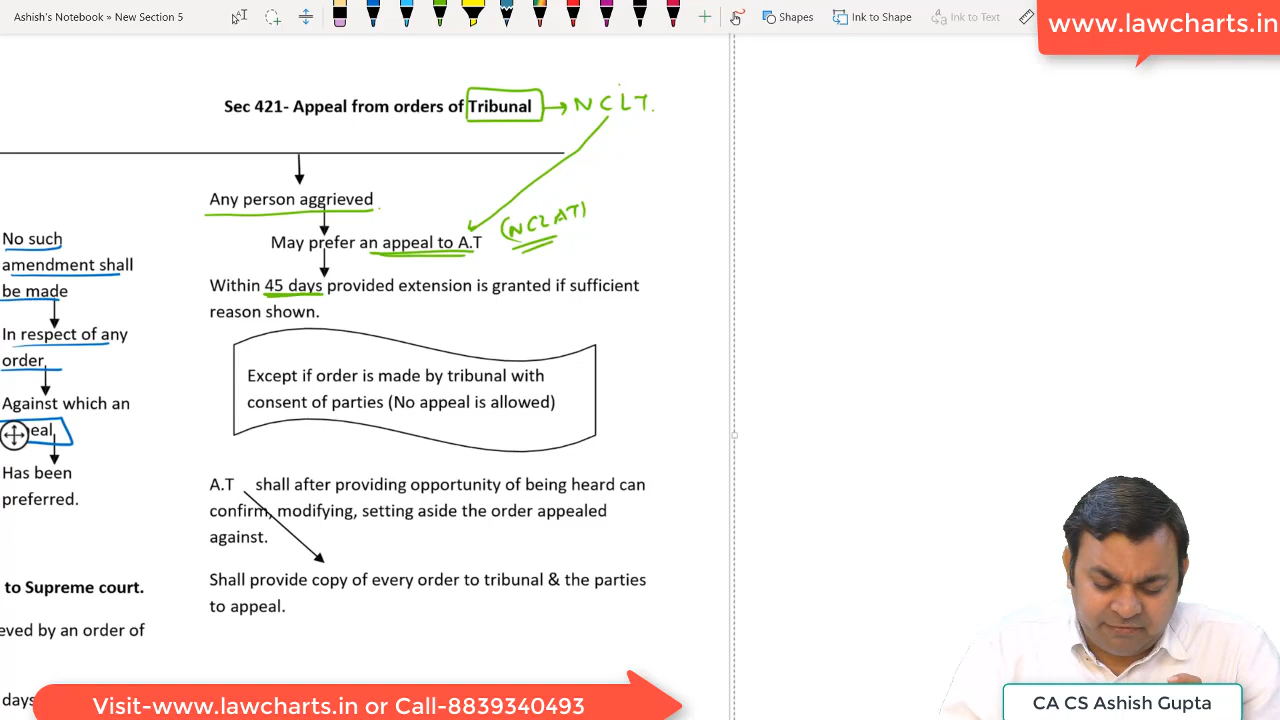 Ashish's Notebook » New Section 5
Shapes
Ink to Shape
Ink to Text
www.lawcharts.in
Sec 421- Appeal from orders of Tribunal
NCLT.
Any person aggrieved
May prefer an appeal to A.T
(NCLAT)
Within 45 days provided extension is granted if sufficient
reason shown.
Except if order is made by tribunal with
consent of parties (No appeal is allowed)
A.T shall after providing opportunity of being heard can
confirm, modifying, setting aside the order appealed
against.
Shall provide copy of every order to tribunal & the parties
to appeal.
No such
amendment shall
be made
In respect of any
order
Against which an
peal,
Has been
preferred.
to Supreme court.
eved by an order of
days
Visit-www.lawcharts.in or Call-8839340493
CA CS Ashish Gupta